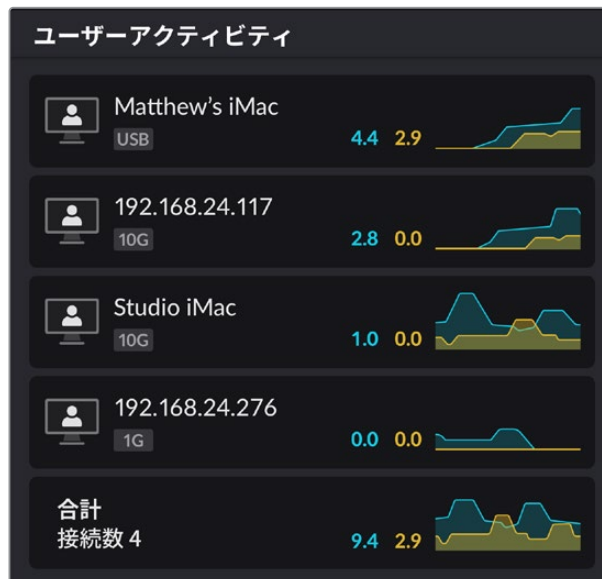 ユーザーアクティビティ
Matthew's iMac
USB
4.4 2.9
192.168.24.117
10G
2.8 0.0
Studio iMac
10G
1.0 0.0
192.168.24.276
1G
0.0 0.0
合計
接続数 4
9.4 2.9